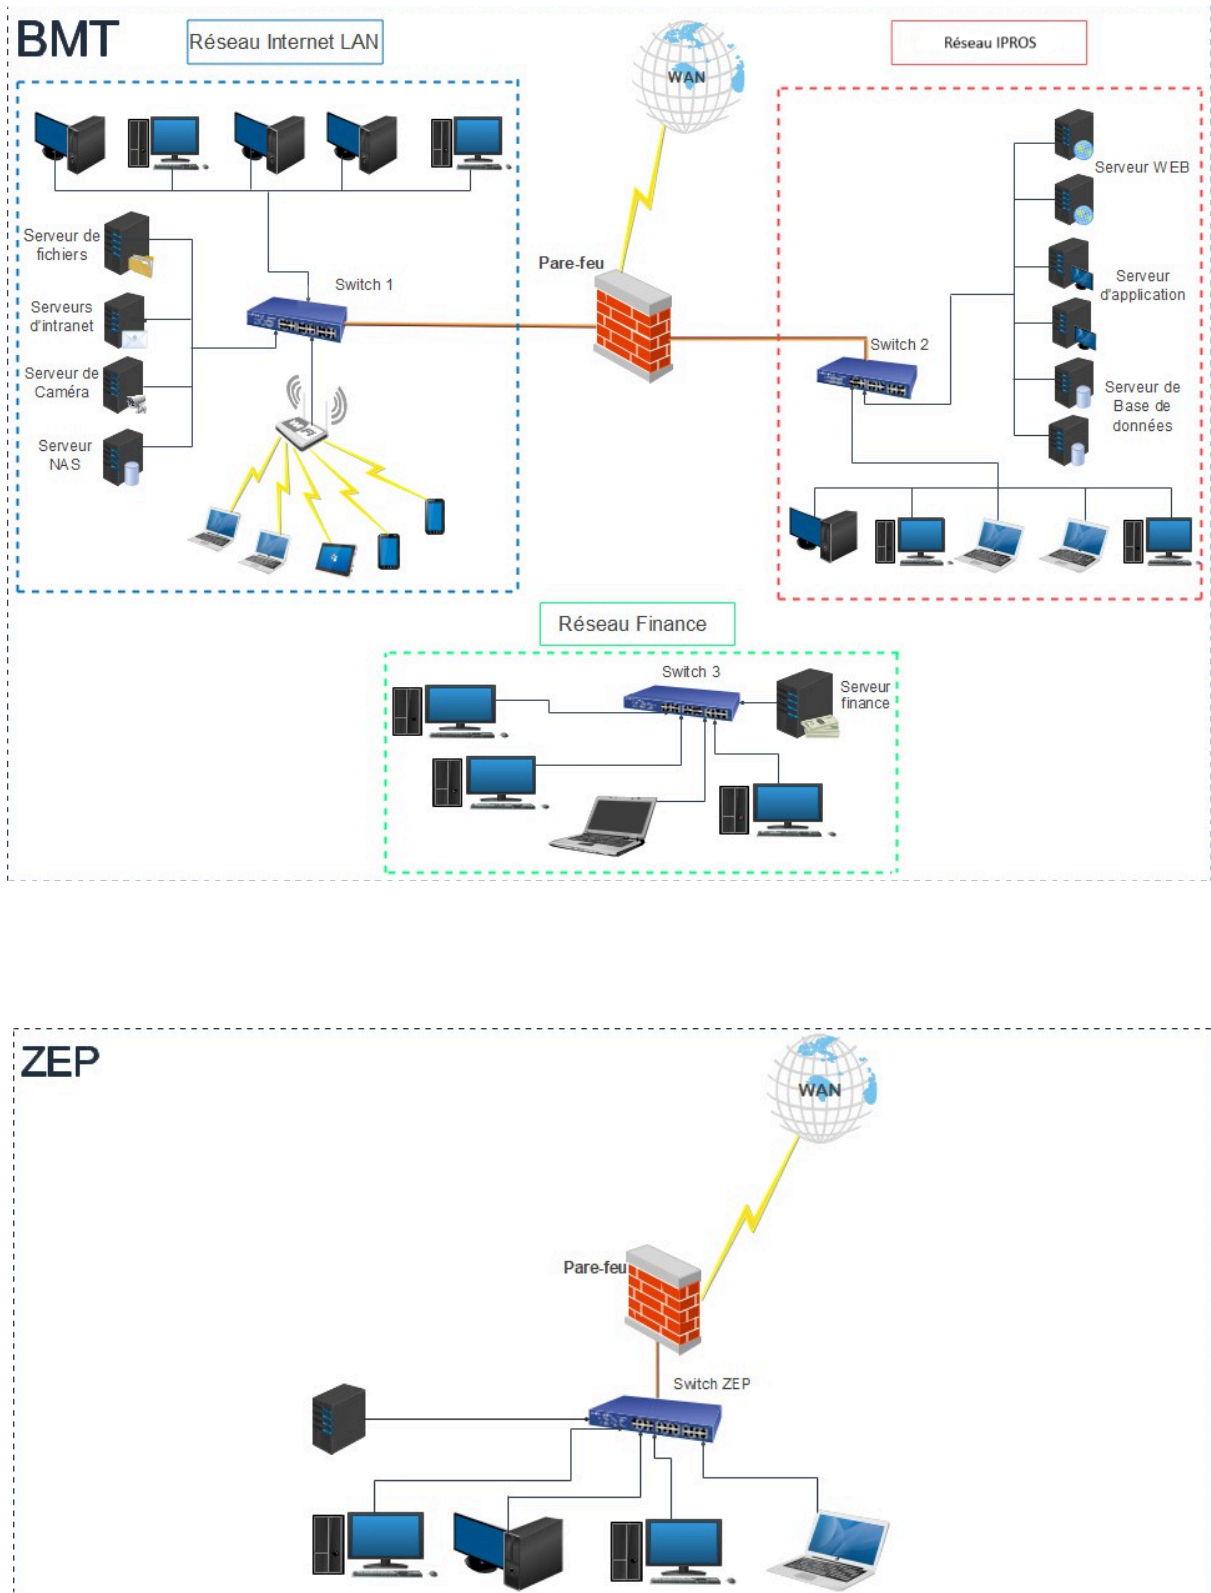 BMT
Réseau Internet LAN
WAN
Réseau IPROS
Serveur WEB
Serveur de
fichiers
Serveurs
d'intranet
Serveur de
Caméra
Serveur
NAS
Switch 1
Pare-feu
Switch 2
Serveur
d'application
Serveur de
Base de
données
Réseau Finance
Switch 3
Serveur
finance
ZEP
WAN
Pare-feu
Switch ZEP